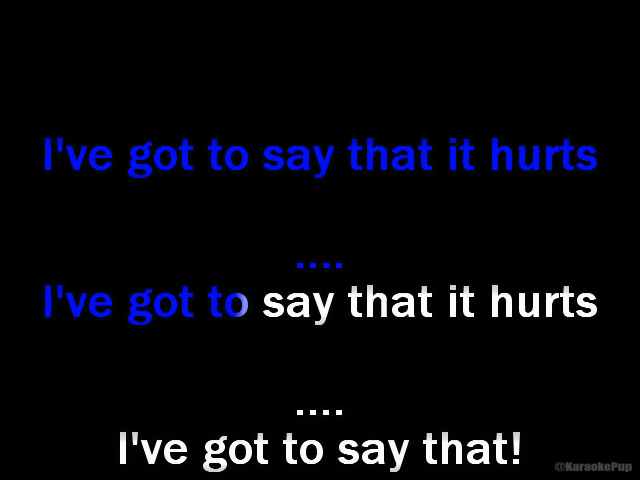 I've got to say that it hurts
....
I've got to say that it hurts
....
I've got to say that!
@KaraokePup